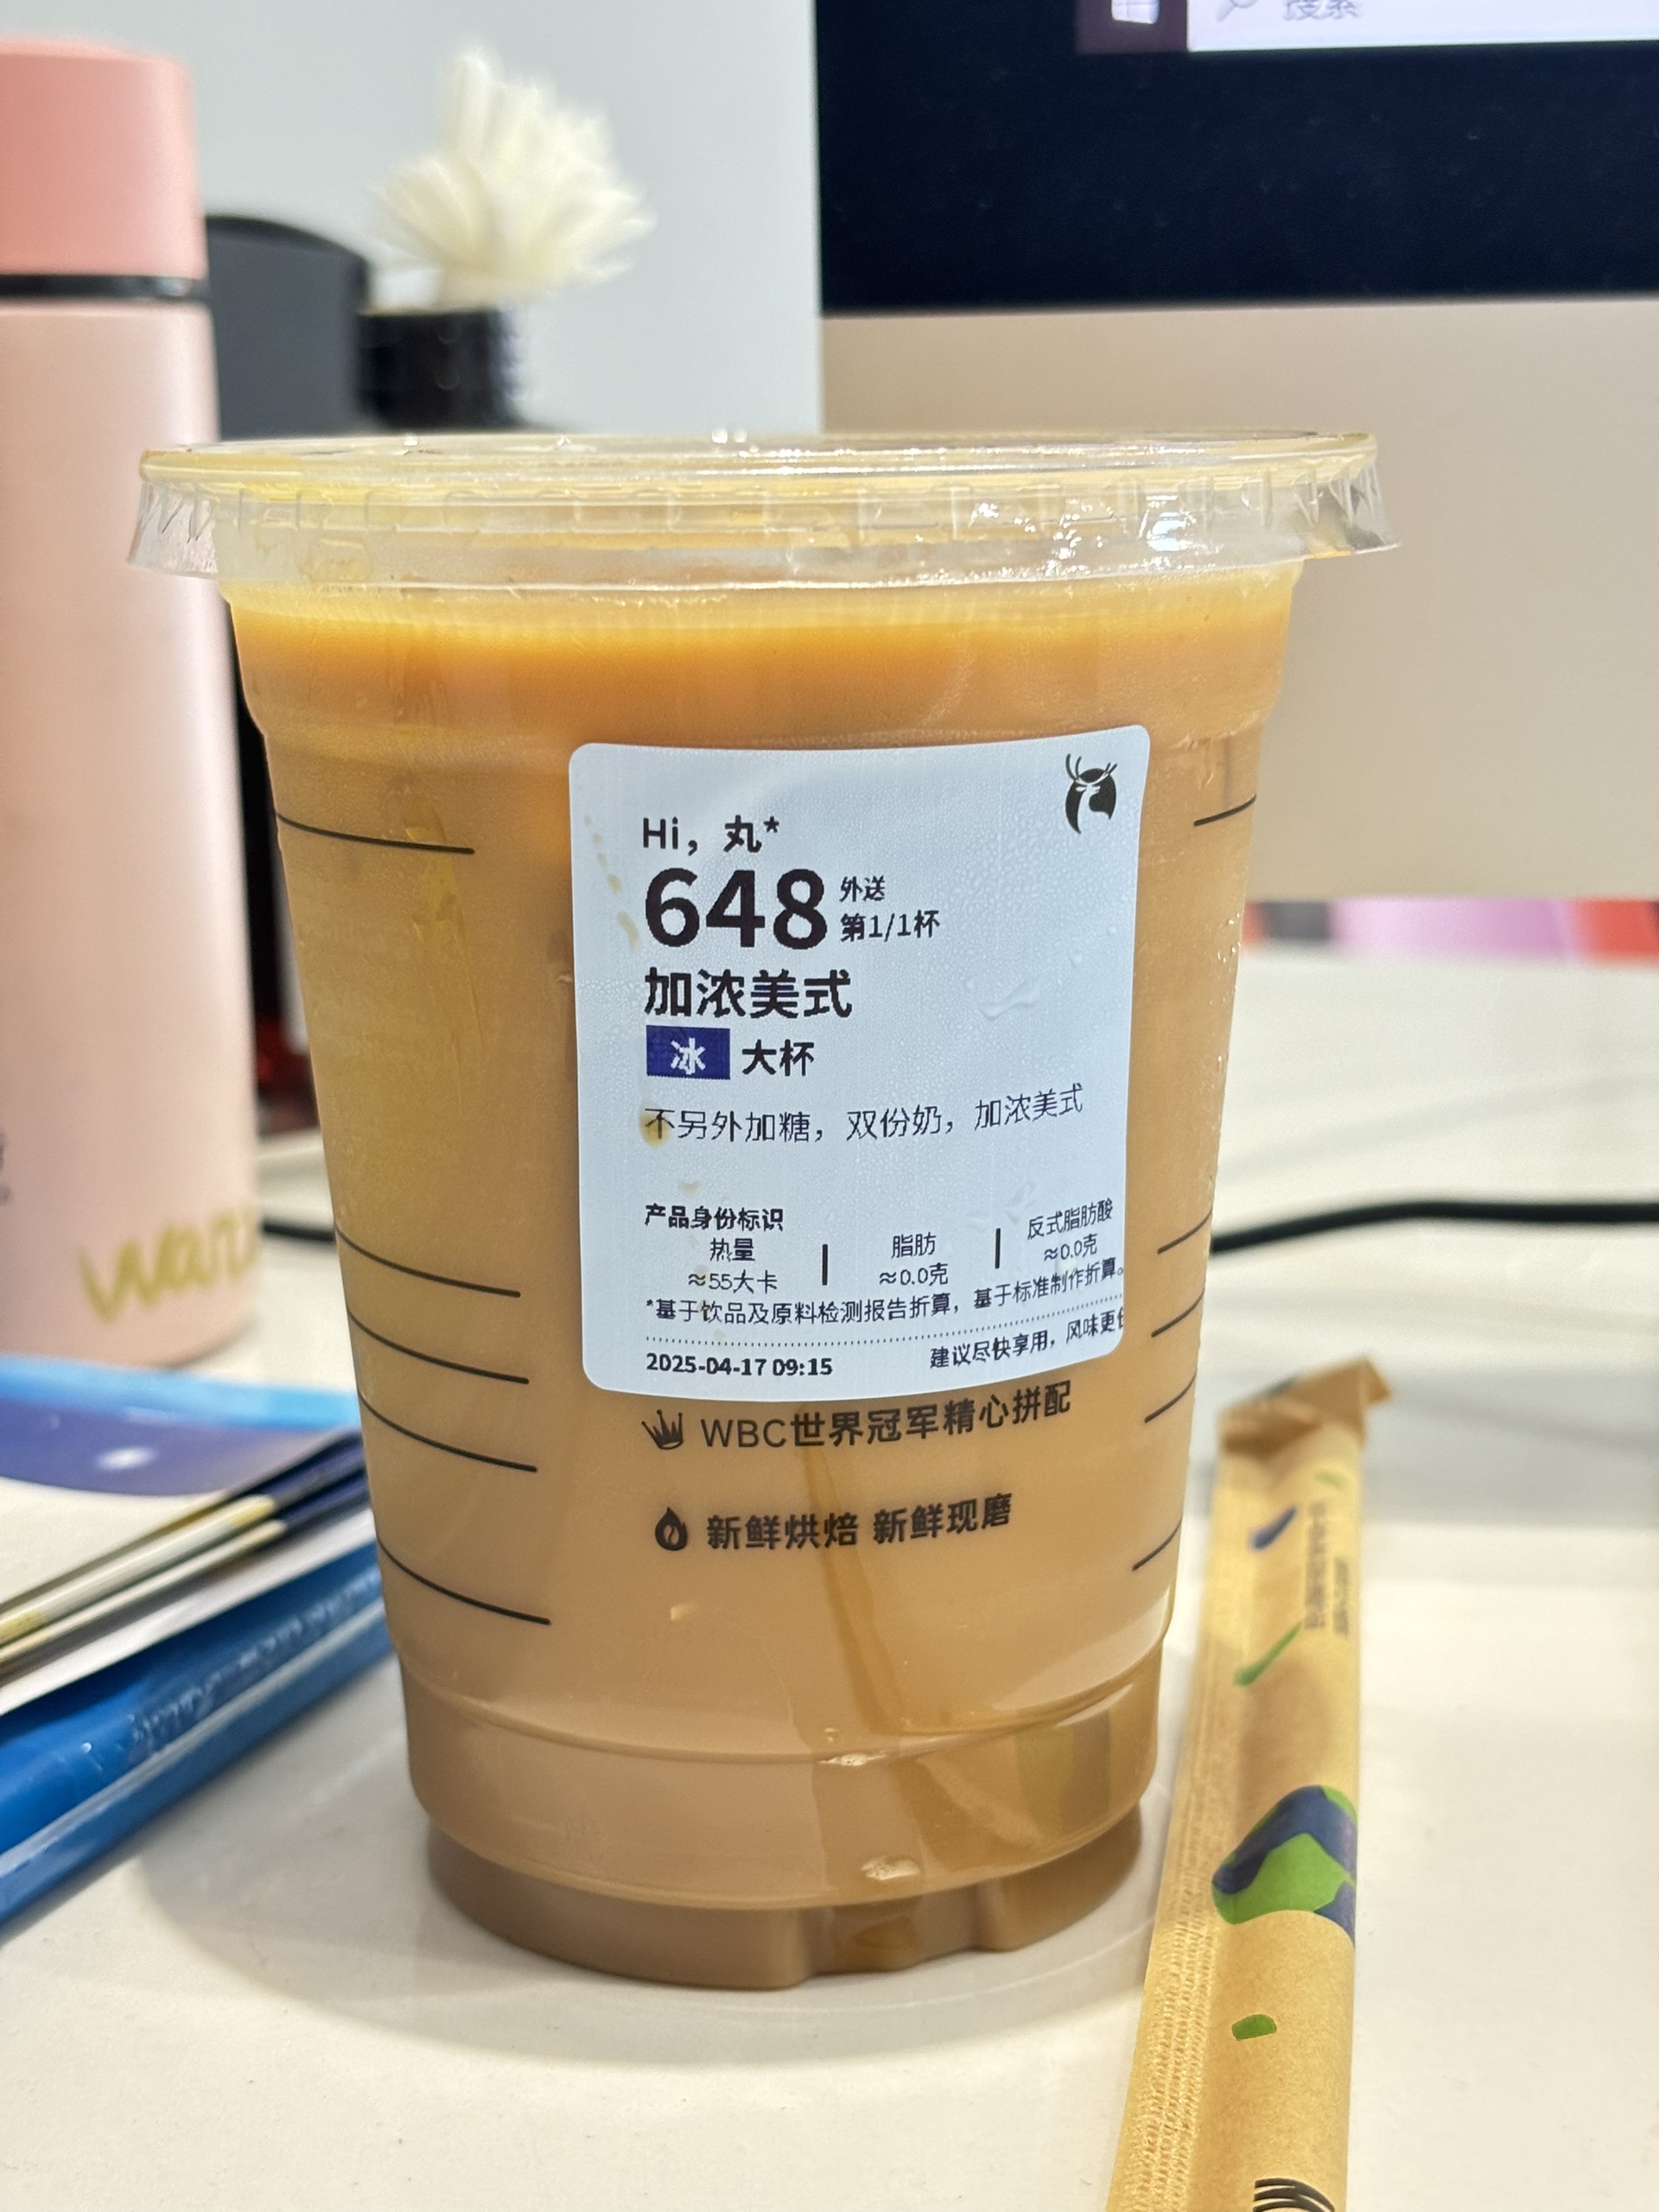 搜索
Hi，丸*
648 外送
第1/1杯
加浓美式
冰 大杯
不另外加糖，双份奶，加浓美式
产品身份标识
热量 | 脂肪 | 反式脂肪酸
≈55大卡 ≈0.0克 ≈0.0克
*基于饮品及原料检测报告折算，基于标准制作折算。
2025-04-17 09:15 建议尽快享用，风味更
WBC世界冠军精心拼配
新鲜烘焙 新鲜现磨